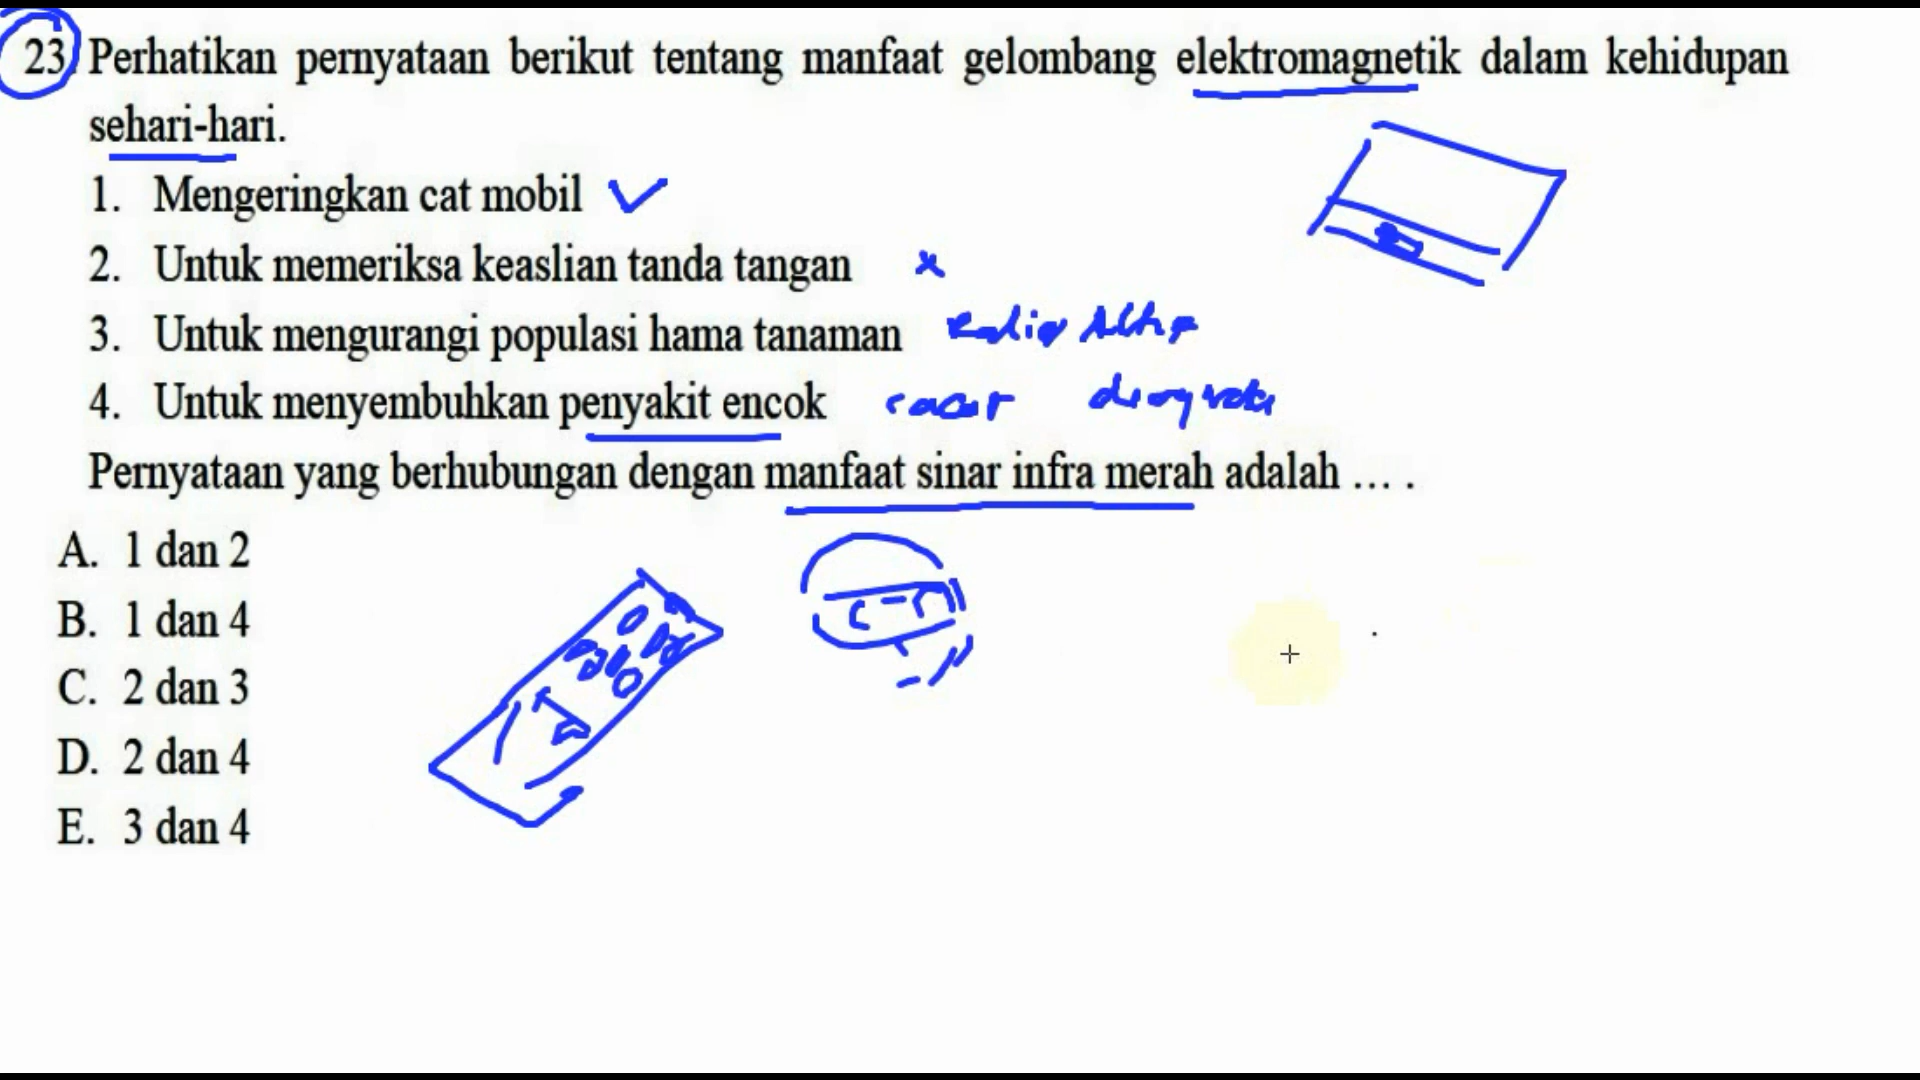 23. Perhatikan pernyataan berikut tentang manfaat gelombang elektromagnetik dalam kehidupan
sehari-hari.
1. Mengeringkan cat mobil
2. Untuk memeriksa keaslian tanda tangan
3. Untuk mengurangi populasi hama tanaman
4. Untuk menyembuhkan penyakit encok
Pernyataan yang berhubungan dengan manfaat sinar infra merah adalah ... .
A. 1 dan 2
B. 1 dan 4
C. 2 dan 3
D. 2 dan 4
E. 3 dan 4